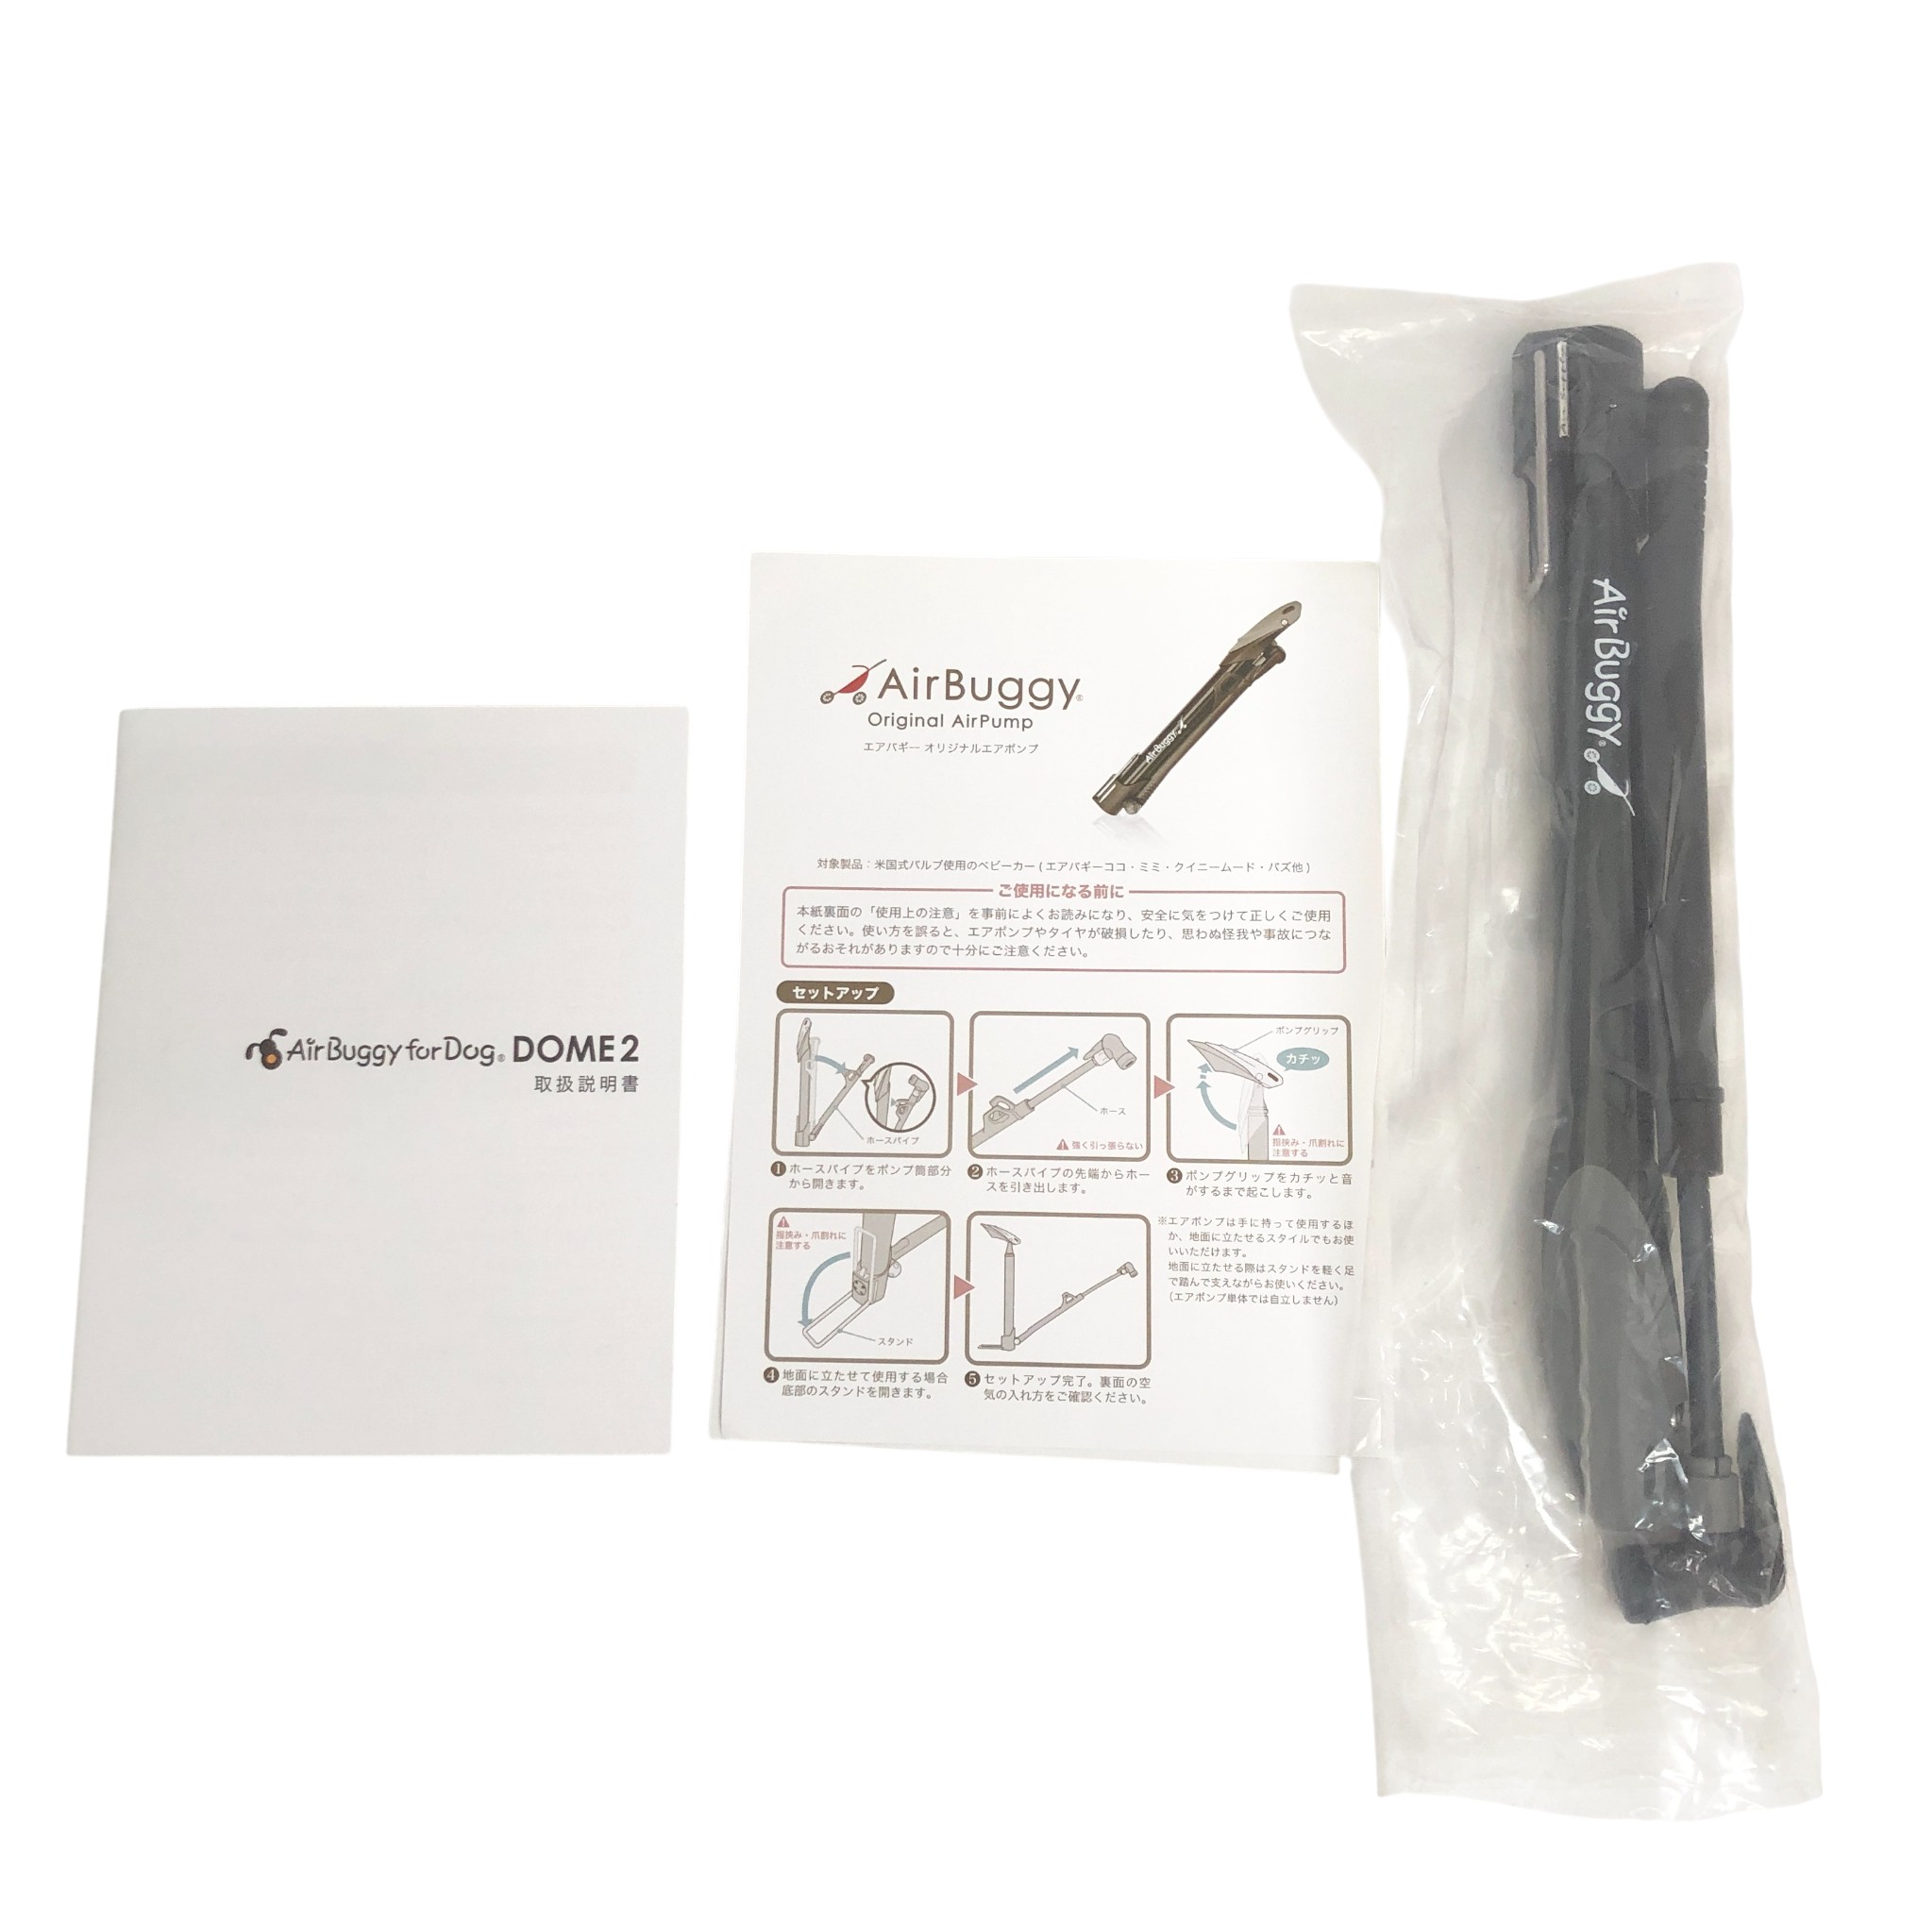 AirBuggy for Dog® DOME2
取扱説明書
AirBuggy®
Original AirPump
エアバギー オリジナルエアポンプ
AirBuggy
対象製品：米国式バルブ使用のベビーカー ( エアバギーココ・ミミ・クイニームード・バズ他 )
ご使用になる前に
本紙裏面の「使用上の注意」を事前によくお読みになり、安全に気をつけて正しくご使用
ください。使い方を誤ると、エアポンプやタイヤが破損したり、思わぬ怪我や事故につな
がるおそれがありますので十分にご注意ください。
セットアップ
ホースパイプ
❶ホースパイプをポンプ筒部分
から開きます。
ホース
強く引っ張らない
❷ホースパイプの先端からホー
スを引き出します。
ポンプグリップ
カチッ
指挟み・爪割れに
注意する
❸ポンプグリップをカチッと音
がするまで起こします。
指挟み・爪割れに
注意する
スタンド
❹地面に立たせて使用する場合
底部のスタンドを開きます。
❺セットアップ完了。裏面の空
気の入れ方をご確認ください。
※エアポンプは手に持って使用するほ
か、地面に立たせるスタイルでもお使
いいただけます。
地面に立たせる際はスタンドを軽く足
で踏んで支えながらお使いください。
（エアポンプ単体では自立しません）
AirBuggy®